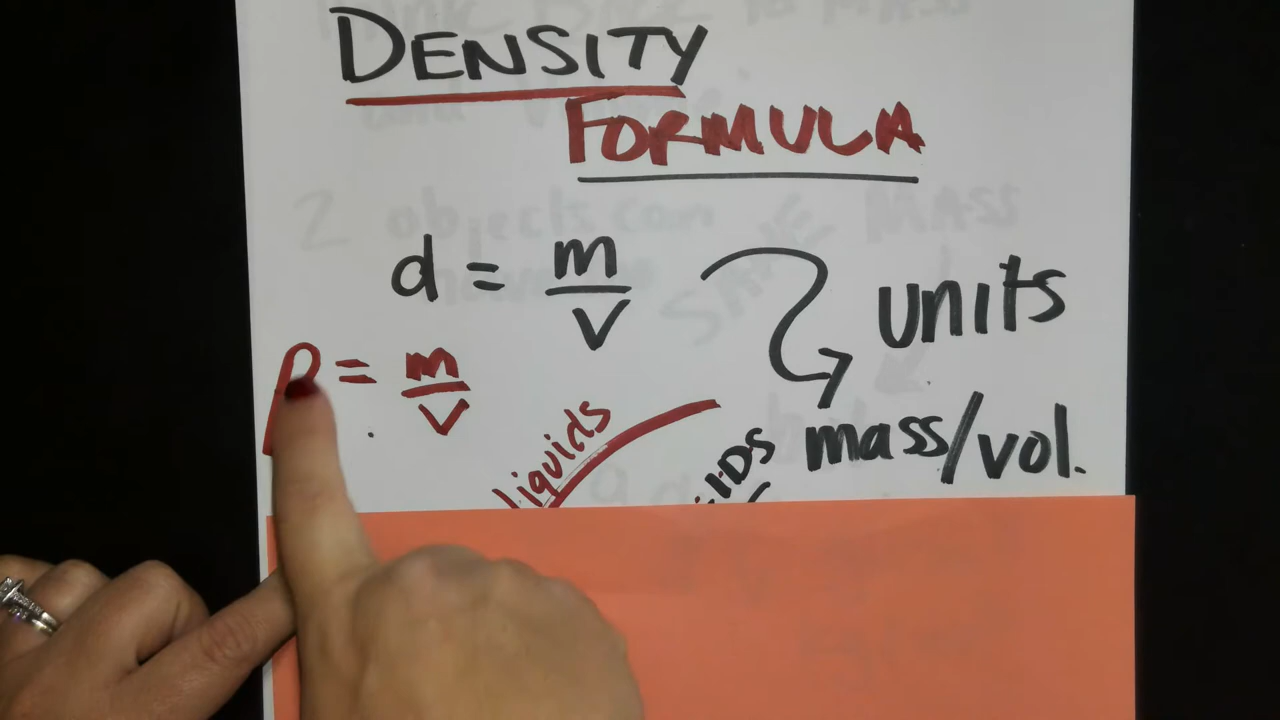 DENSITY
FORMULA
d = m/V
units
ρ = m/V
mass/vol.
liquids